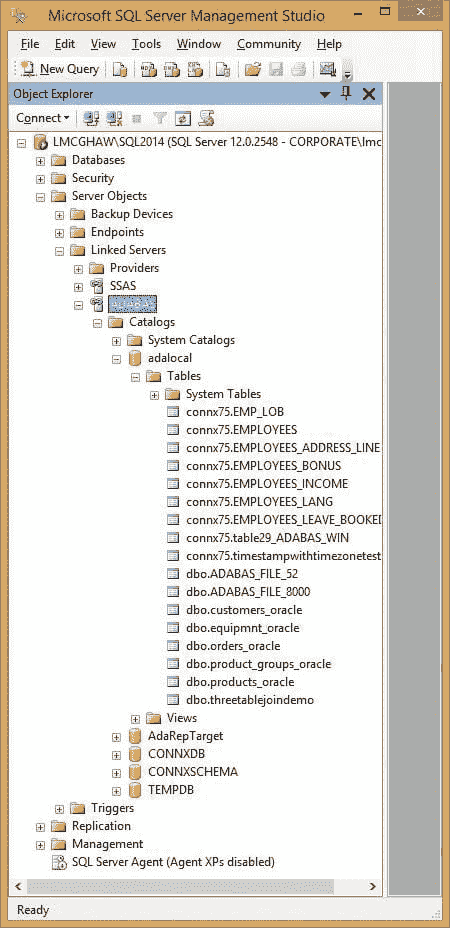 Microsoft SQL Server Management Studio
File Edit View Tools Window Community Help
New Query
Object Explorer
Connect
LMCGHAW\SQL2014 (SQL Server 12.0.2548 - CORPORATE\lmc
Databases
Security
Server Objects
Backup Devices
Endpoints
Linked Servers
Providers
SSAS
Catalogs
System Catalogs
adalocal
Tables
System Tables
connx75.EMP_LOB
connx75.EMPLOYEES
connx75.EMPLOYEES_ADDRESS_LINE
connx75.EMPLOYEES_BONUS
connx75.EMPLOYEES_INCOME
connx75.EMPLOYEES_LANG
connx75.EMPLOYEES_LEAVE_BOOKED
connx75.table29_ADABAS_WIN
connx75.timestampwithtimezonetest
dbo.ADABAS_FILE_52
dbo.ADABAS_FILE_8000
dbo.customers_oracle
dbo.equipmnt_oracle
dbo.orders_oracle
dbo.product_groups_oracle
dbo.products_oracle
dbo.threetablejoindemo
Views
AdaRepTarget
CONNXDB
CONNXSCHEMA
TEMPDB
Triggers
Replication
Management
SQL Server Agent (Agent XPs disabled)
Ready